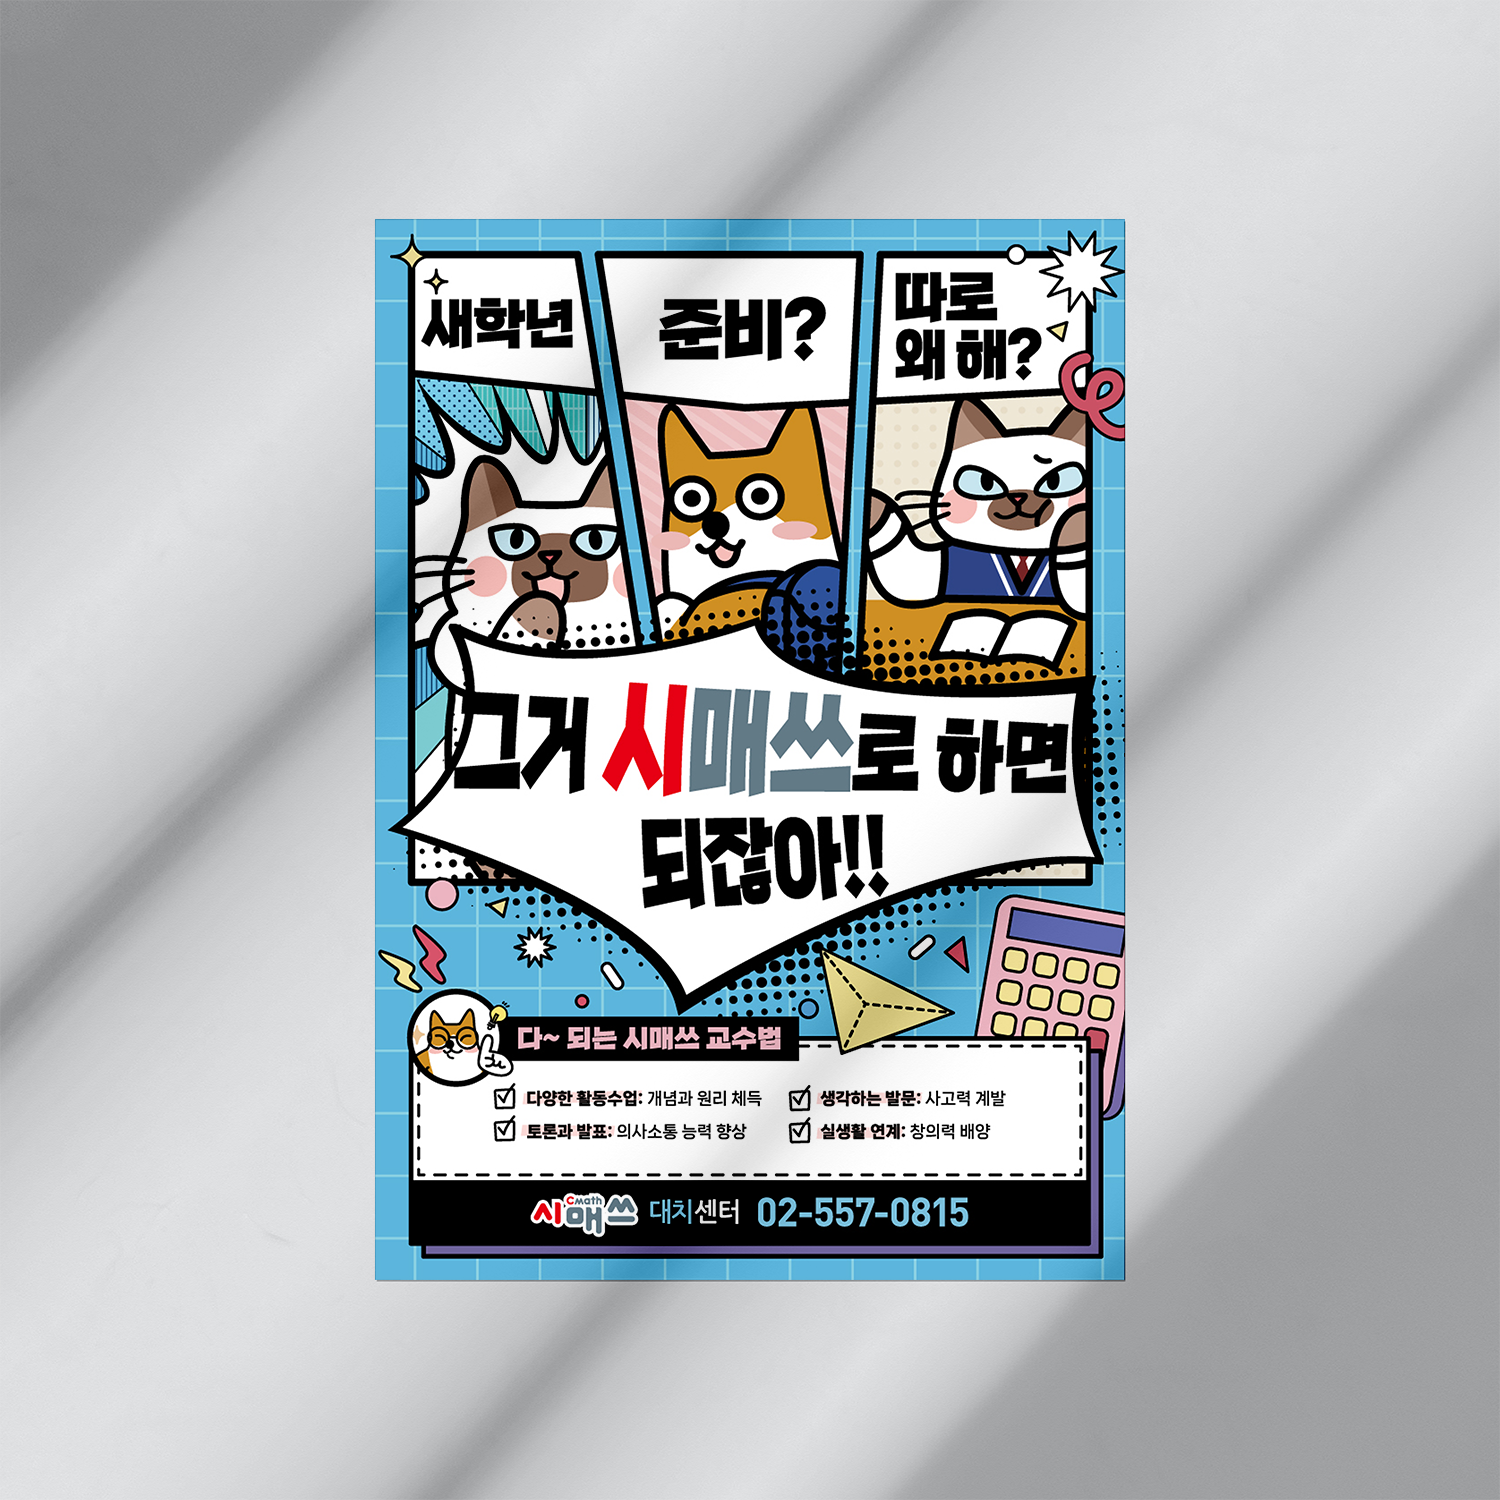 새학년
준비?
따로
왜 해?
그거 시매쓰로 하면
되잖아!!
다~ 되는 시매쓰 교수법
다양한 활동수업: 개념과 원리 체득
생각하는 발문: 사고력 계발
토론과 발표: 의사소통 능력 향상
실생활 연계: 창의력 배양
Cmath
시매쓰 대치센터 02-557-0815